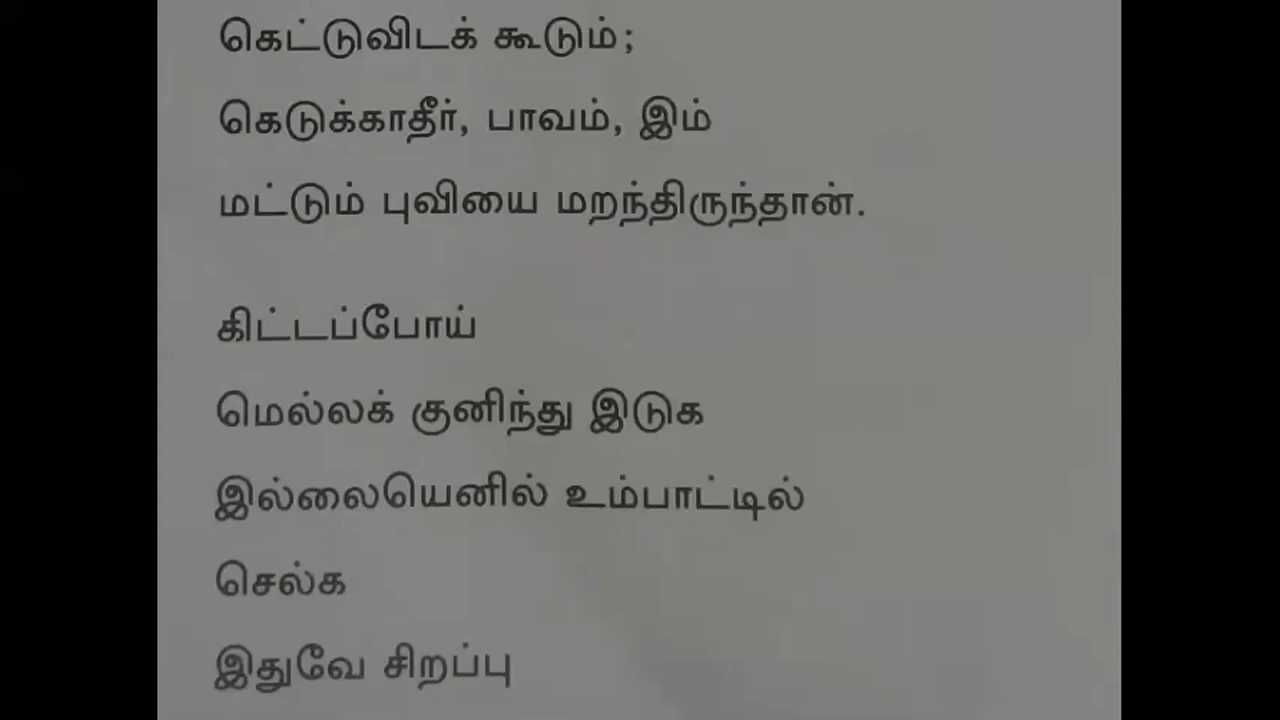 கெட்டுவிடக் கூடும்;
கெடுக்காதீர், பாவம், இம்
மட்டும் புவியை மறந்திருந்தான்.
கிட்டப்போய்
மெல்லக் குனிந்து இடுக
இல்லையெனில் உம்பாட்டில்
செல்க
இதுவே சிறப்பு